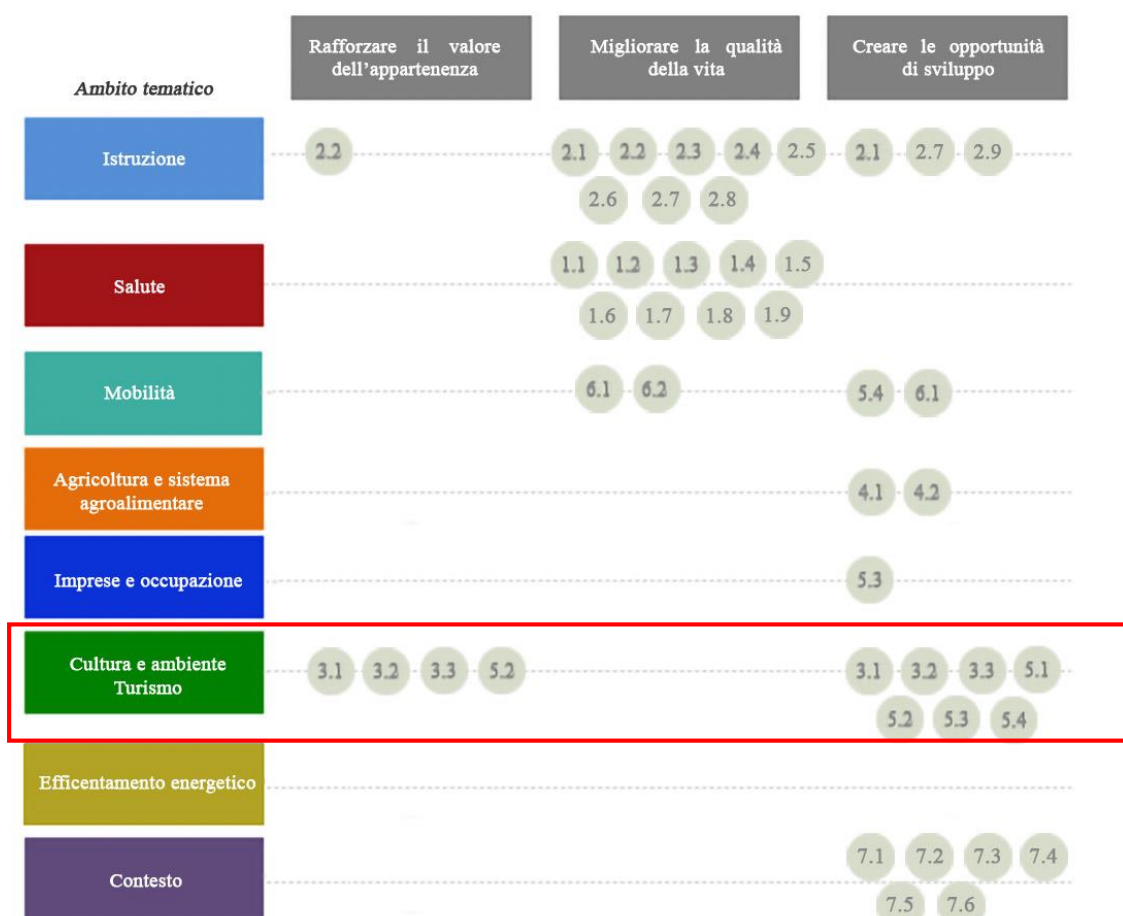 Rafforzare il valore
dell'appartenenza
Migliorare la qualità
della vita
Creare le opportunità
di sviluppo
Ambito tematico
Istruzione
2.2
2.1 2.2 2.3 2.4 2.5
2.6 2.7 2.8
2.1 2.7 2.9
Salute
1.1 1.2 1.3 1.4 1.5
1.6 1.7 1.8 1.9
Mobilità
6.1 6.2
5.4 6.1
Agricoltura e sistema
agroalimentare
4.1 4.2
Imprese e occupazione
5.3
Cultura e ambiente
Turismo
3.1 3.2 3.3 5.2
3.1 3.2 3.3 5.1
5.2 5.3 5.4
Efficentamento energetico
Contesto
7.1 7.2 7.3 7.4
7.5 7.6